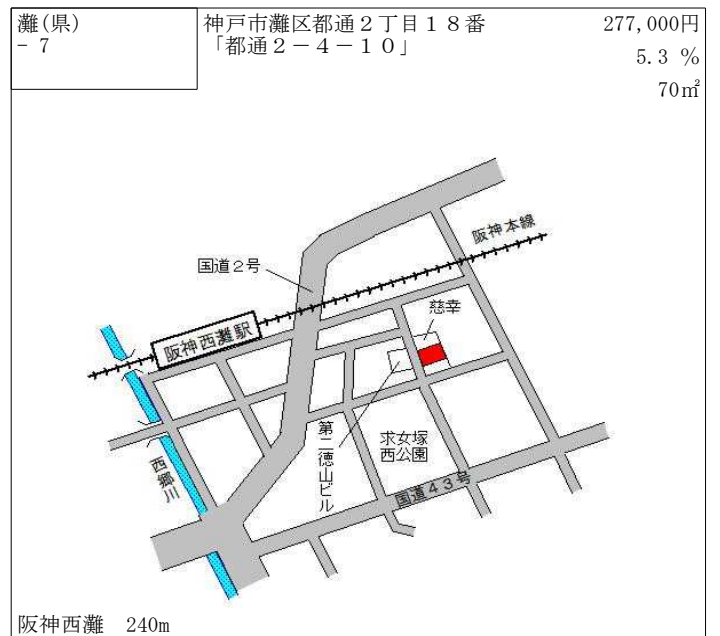 灘(県)
－7
神戸市灘区都通２丁目１８番
「都通２－４－１０」
277,000円
5.3 %
70㎡
阪神本線
国道２号
慈幸
阪神西灘駅
第二徳山ビル
求女塚
西公園
西郷川
国道４３号
阪神西灘　240m